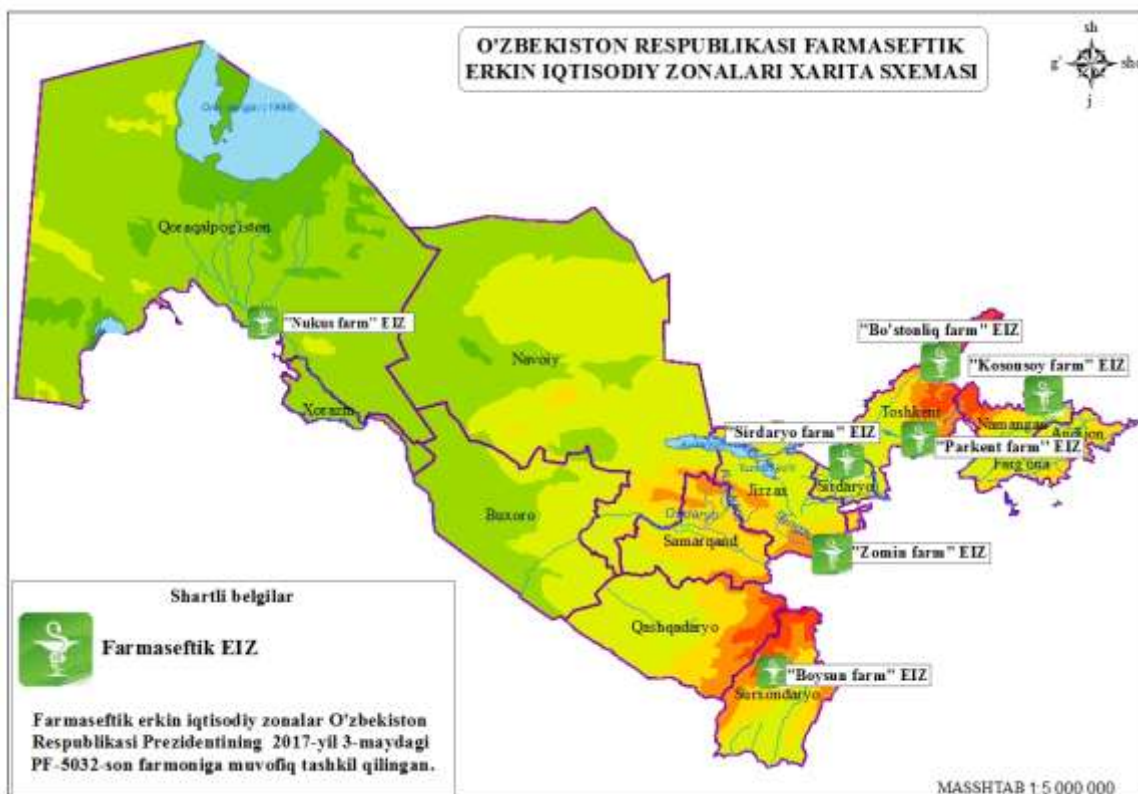 O'ZBEKISTON RESPUBLIKASI FARMASEFTIK
ERKIN IQTISODIY ZONALARI XARITA SXEMASI
sh
g'
shq
j
Qoraqalpog'iston
"Nukus farm" EIZ
Xorazm
Navoiy
"Bo'stonliq farm" EIZ
"Kosonsoy farm" EIZ
Toshkent
Namangan
Andijon
"Sirdaryo farm" EIZ
"Parkent farm" EIZ
Farg'ona
Sirdaryo
Jizzax
Buxoro
Samarqand
"Zomin farm" EIZ
Qashqadaryo
"Boysun farm" EIZ
Surxondaryo
Shartli belgilar
Farmaseftik EIZ
Farmaseftik erkin iqtisodiy zonalar O'zbekiston
Respublikasi Prezidentining 2017-yil 3-maydagi
PF-5032-son farmoniga muvofiq tashkil qilingan.
MASSHTAB 1:5 000 000